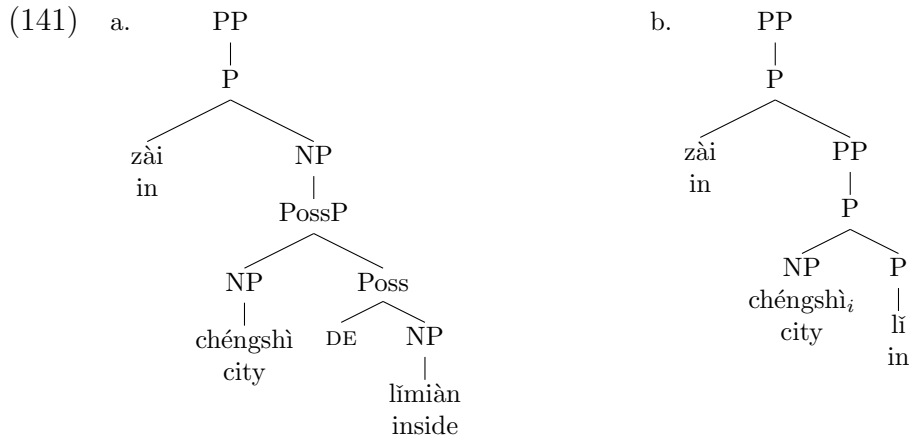 (141) a. PP b. PP
P P
zài NP zài PP
in in
PossP P
NP Poss NP P
chéngshì DE NP chéngshìᵢ lǐ
city city in
lǐmiàn
inside